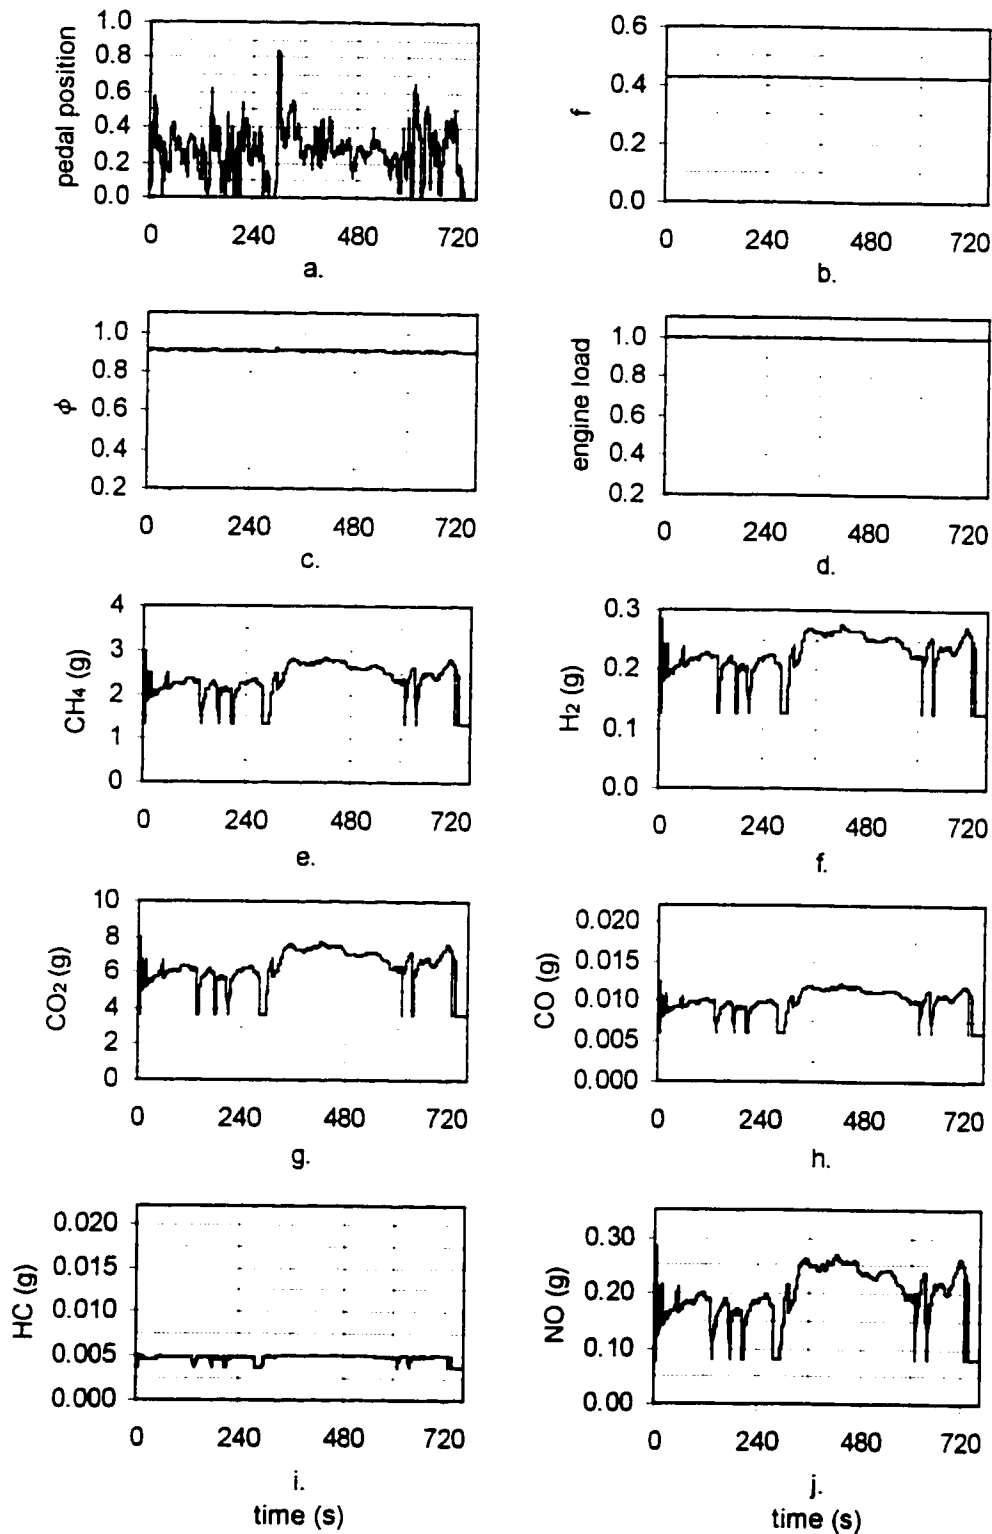 pedal position
1.0
0.8
0.6
0.4
0.2
0.0
0 240 480 720
a.
f
0.6
0.4
0.2
0.0
0 240 480 720
b.
ϕ
1.0
0.8
0.6
0.4
0.2
0 240 480 720
c.
engine load
1.0
0.8
0.6
0.4
0.2
0 240 480 720
d.
CH4 (g)
4
3
2
1
0
0 240 480 720
e.
H2 (g)
0.3
0.2
0.1
0.0
0 240 480 720
f.
CO2 (g)
10
8
6
4
2
0
0 240 480 720
g.
CO (g)
0.020
0.015
0.010
0.005
0.000
0 240 480 720
h.
HC (g)
0.020
0.015
0.010
0.005
0.000
0 240 480 720
i.
time (s)
NO (g)
0.30
0.20
0.10
0.00
0 240 480 720
j.
time (s)